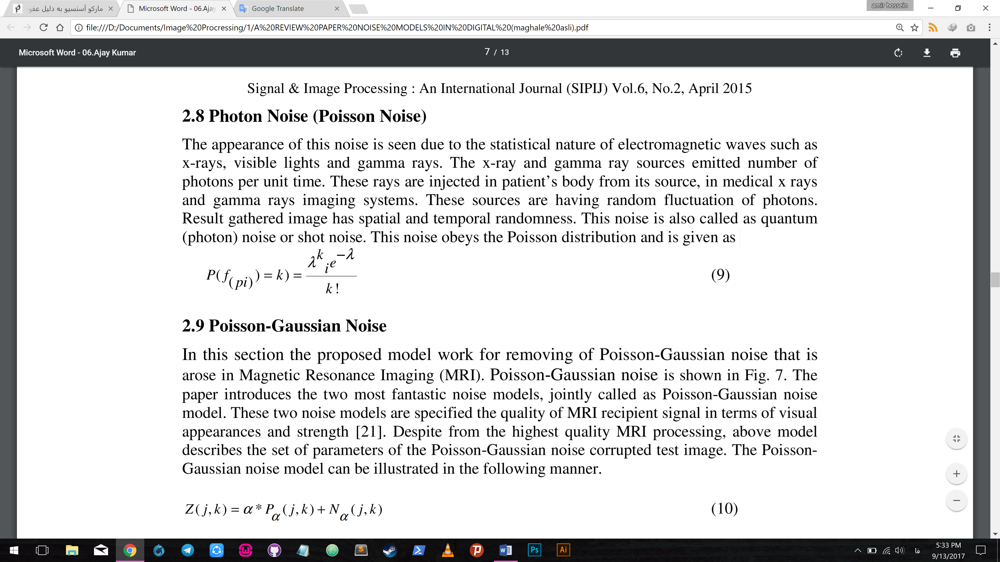 مارکو آسنسیو به دلیل عفون
Microsoft Word - 06.Ajay
Google Translate
amir hossein
file:///D:/Documents/Image%20Procressing/1/A%20REVIEW%20PAPER%20NOISE%20MODELS%20IN%20DIGITAL%20(maghale%20asli).pdf
Microsoft Word - 06.Ajay Kumar
7 / 13
Signal & Image Processing : An International Journal (SIPIJ) Vol.6, No.2, April 2015
2.8 Photon Noise (Poisson Noise)
The appearance of this noise is seen due to the statistical nature of electromagnetic waves such as
x-rays, visible lights and gamma rays. The x-ray and gamma ray sources emitted number of
photons per unit time. These rays are injected in patient’s body from its source, in medical x rays
and gamma rays imaging systems. These sources are having random fluctuation of photons.
Result gathered image has spatial and temporal randomness. This noise is also called as quantum
(photon) noise or shot noise. This noise obeys the Poisson distribution and is given as
P(f_(pi)) = k) = λ^k_i e^−λ / k! (9)
2.9 Poisson-Gaussian Noise
In this section the proposed model work for removing of Poisson-Gaussian noise that is
arose in Magnetic Resonance Imaging (MRI). Poisson-Gaussian noise is shown in Fig. 7. The
paper introduces the two most fantastic noise models, jointly called as Poisson-Gaussian noise
model. These two noise models are specified the quality of MRI recipient signal in terms of visual
appearances and strength [21]. Despite from the highest quality MRI processing, above model
describes the set of parameters of the Poisson-Gaussian noise corrupted test image. The Poisson-
Gaussian noise model can be illustrated in the following manner.
Z(j,k) = α * P_α(j,k) + N_α(j,k) (10)
S
W
Ps
Ai
فا
5:33 PM
9/13/2017